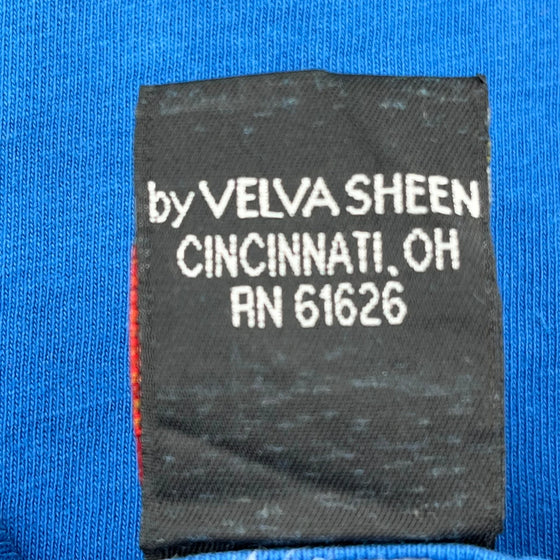 by VELVA SHEEN
CINCINNATI. OH
RN 61626